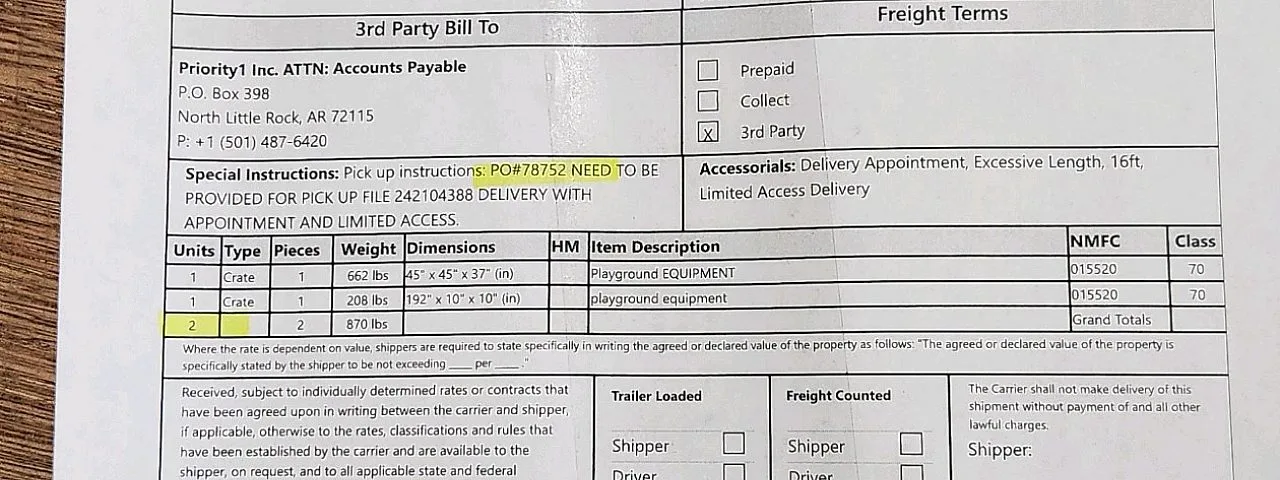 3rd Party Bill To
Freight Terms
Priority1 Inc. ATTN: Accounts Payable
P.O. Box 398
North Little Rock, AR 72115
P: +1 (501) 487-6420
Prepaid
Collect
x 3rd Party
Special Instructions: Pick up instructions: PO#78752 NEED TO BE
PROVIDED FOR PICK UP FILE 242104388 DELIVERY WITH
APPOINTMENT AND LIMITED ACCESS.
Accessorials: Delivery Appointment, Excessive Length, 16ft,
Limited Access Delivery
Units Type Pieces Weight Dimensions HM Item Description NMFC Class
1 Crate 1 662 lbs 45" x 45" x 37" (in) Playground EQUIPMENT 015520 70
1 Crate 1 208 lbs 192" x 10" x 10" (in) playground equipment 015520 70
2 2 870 lbs Grand Totals
Where the rate is dependent on value, shippers are required to state specifically in writing the agreed or declared value of the property as follows: "The agreed or declared value of the property is
specifically stated by the shipper to be not exceeding ____ per ____ ."
Received, subject to individually determined rates or contracts that
have been agreed upon in writing between the carrier and shipper,
if applicable, otherwise to the rates, classifications and rules that
have been established by the carrier and are available to the
shipper, on request, and to all applicable state and federal
Trailer Loaded
Shipper
Driver
Freight Counted
Shipper
Driver
The Carrier shall not make delivery of this
shipment without payment of and all other
lawful charges.
Shipper: